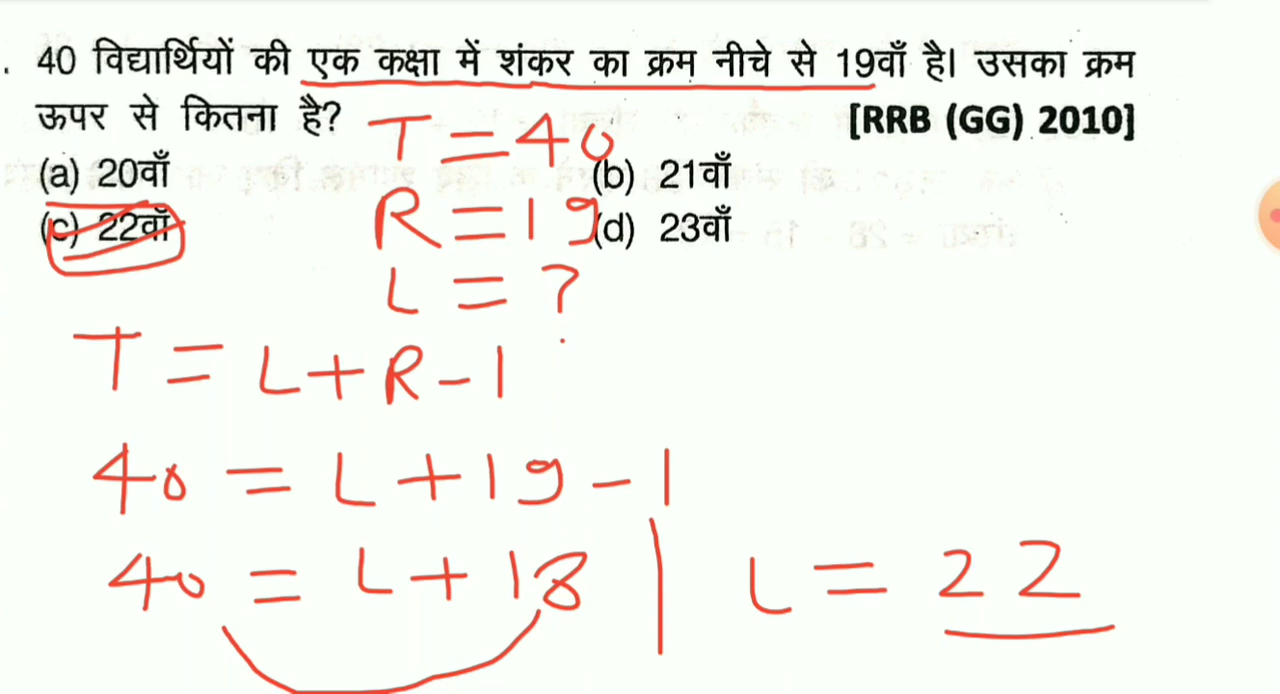 . 40 विद्यार्थियों की एक कक्षा में शंकर का क्रम नीचे से 19वाँ है। उसका क्रम
ऊपर से कितना है? [RRB (GG) 2010]
T = 40
(a) 20वाँ (b) 21वाँ
R = 19
(c) 22वाँ (d) 23वाँ
L = ?
T = L + R - 1
40 = L + 19 - 1
40 = L + 18 | L = 22